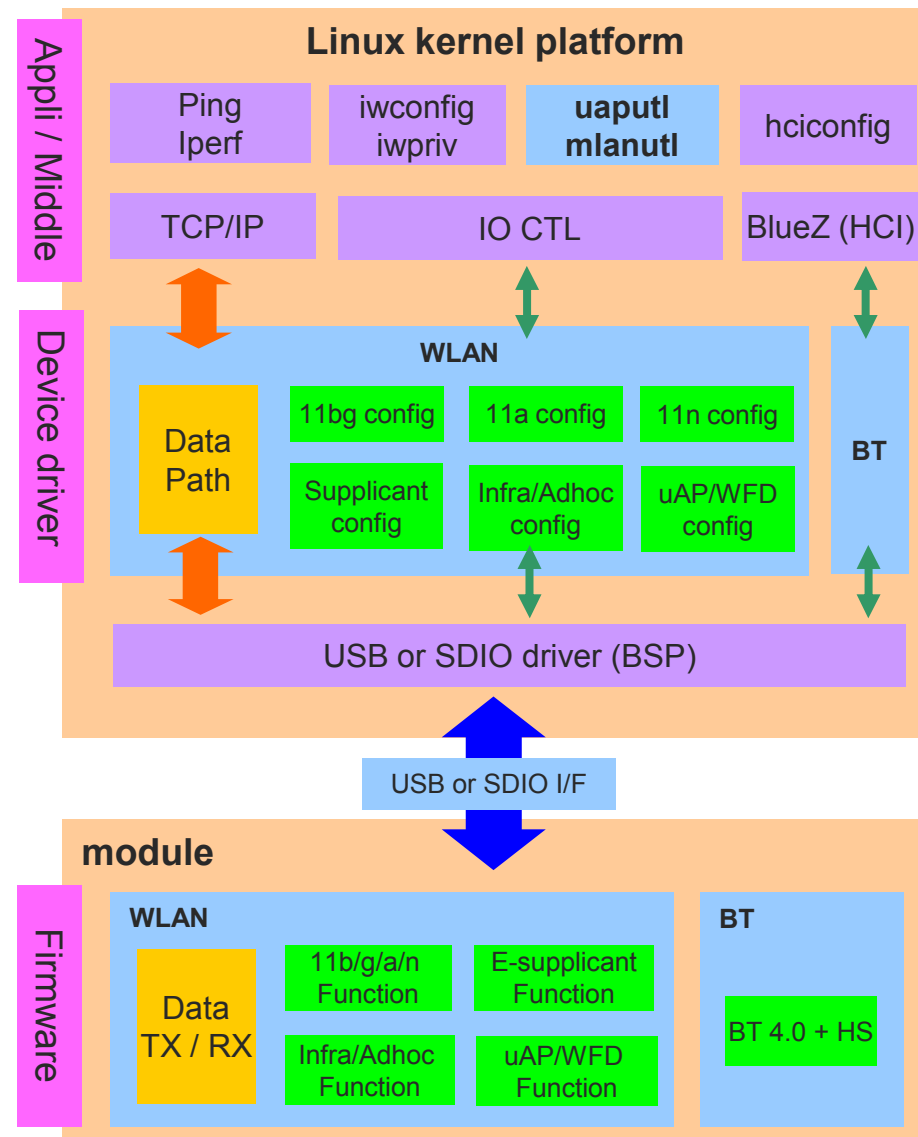 Linux kernel platform
Appli / Middle
Ping
Iperf
iwconfig
iwpriv
uaputl
mlanutl
hciconfig
TCP/IP
IO CTL
BlueZ (HCI)
Device driver
WLAN
Data
Path
11bg config
11a config
11n config
Supplicant
config
Infra/Adhoc
config
uAP/WFD
config
BT
USB or SDIO driver (BSP)
USB or SDIO I/F
module
Firmware
WLAN
Data
TX / RX
11b/g/a/n
Function
E-supplicant
Function
Infra/Adhoc
Function
uAP/WFD
Function
BT
BT 4.0 + HS